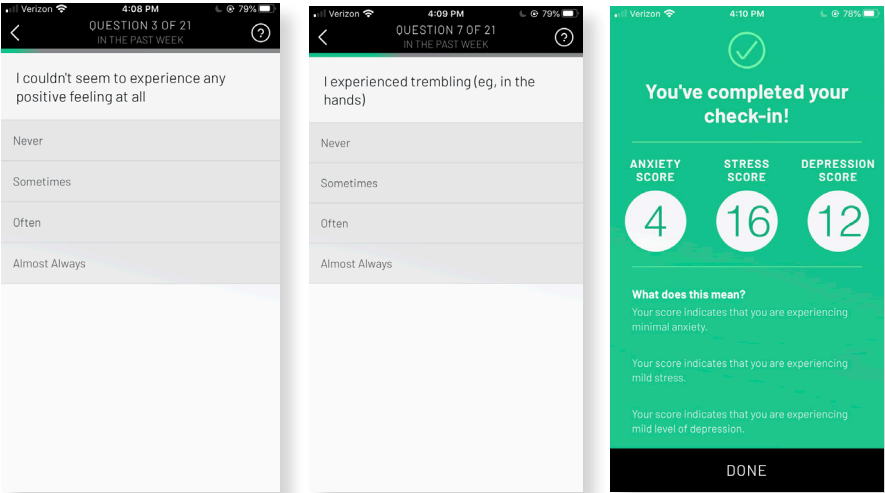 Verizon 4:08 PM 79%
QUESTION 3 OF 21
IN THE PAST WEEK
?
I couldn't seem to experience any
positive feeling at all
Never
Sometimes
Often
Almost Always
Verizon 4:09 PM 79%
QUESTION 7 OF 21
IN THE PAST WEEK
?
I experienced trembling (eg, in the
hands)
Never
Sometimes
Often
Almost Always
Verizon 4:10 PM 78%
You've completed your
check-in!
ANXIETY
SCORE
4
STRESS
SCORE
16
DEPRESSION
SCORE
12
What does this mean?
Your score indicates that you are experiencing
minimal anxiety.
Your score indicates that you are experiencing
mild stress.
Your score indicates that you are experiencing
mild level of depression.
DONE